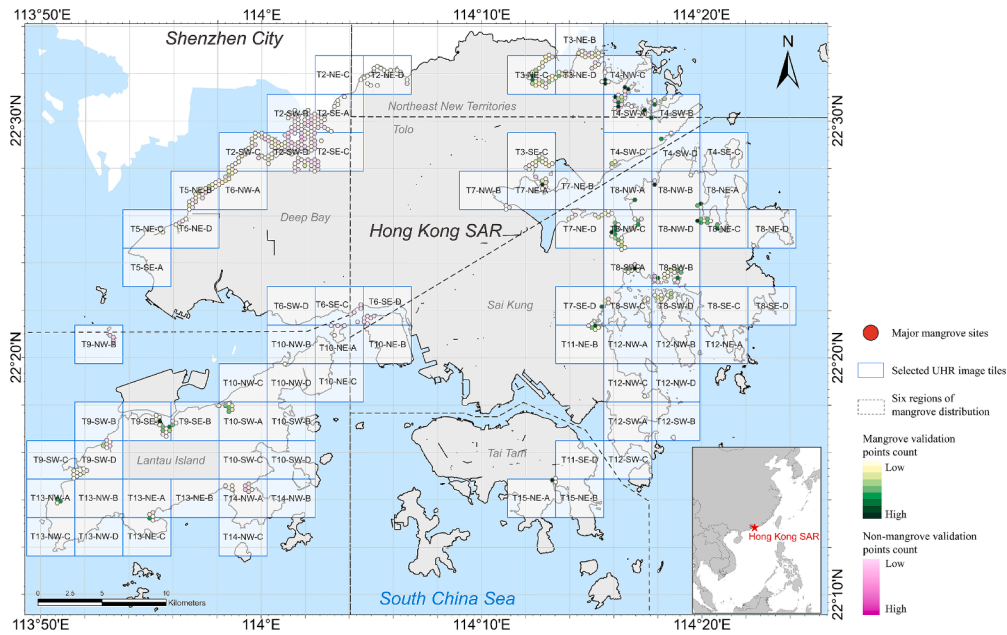 113°50'E
114°E
114°10'E
114°20'E
Shenzhen City
T3-NE-B
N
T2-NE-C
T2-NE-D
T3-NE-C
T3-NE-D
T4-NW-C
Northeast New Territories
T2-SW-B
T2-SE-A
T4-SW-A
T4-SW-B
22°30'N
22°30'N
Tolo
T2-SW-C
T2-SW-D
T2-SE-C
T3-SE-C
T4-SW-C
T4-SW-D
T4-SE-C
T5-NE-B
T6-NW-A
T7-NW-B
T7-NE-A
T7-NE-B
T8-NW-A
T8-NW-B
T8-NE-A
Deep Bay
T5-NE-C
T5-NE-D
Hong Kong SAR
T7-NE-D
T8-NW-C
T8-NW-D
T8-NE-C
T8-NE-D
T5-SE-A
T8-SW-A
T8-SW-B
T6-SW-D
T6-SE-C
T6-SE-D
Sai Kung
T7-SE-D
T8-SW-C
T8-SW-D
T8-SE-C
T8-SE-D
Major mangrove sites
22°20'N
22°20'N
T9-NW-B
T10-NW-B
T10-NE-A
T10-NE-B
T11-NE-B
T12-NW-A
T12-NW-B
T12-NE-A
Selected UHR image tiles
T10-NW-C
T10-NW-D
T10-NE-C
T12-NW-C
T12-NW-D
Six regions of
mangrove distribution
T9-SW-B
T9-SE-A
T9-SE-B
T10-SW-A
T10-SW-B
T12-SW-A
T12-SW-B
Mangrove validation
points count
T9-SW-C
T9-SW-D
Lantau Island
T10-SW-C
T10-SW-D
Tai Tam
T11-SE-D
T12-SW-C
Low
T13-NW-A
T13-NW-B
T13-NE-A
T13-NE-B
T14-NW-A
T14-NW-B
T15-NE-A
T15-NE-B
High
T13-NW-C
T13-NW-D
T13-NE-C
T14-NW-C
Hong Kong SAR
Non-mangrove validation
points count
Low
0
2.5
5
10
Kilometers
South China Sea
22°10'N
22°10'N
High
113°50'E
114°E
114°10'E
114°20'E